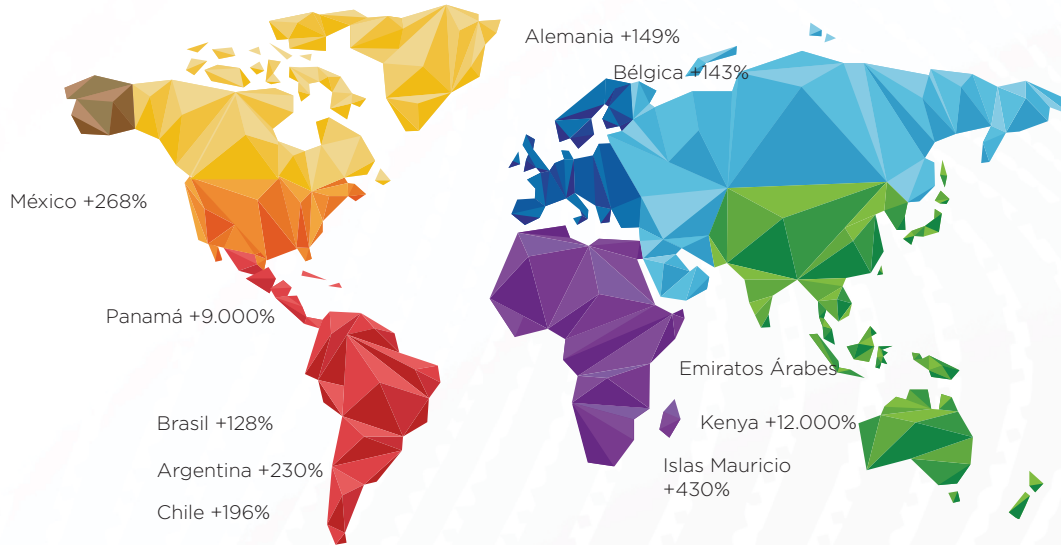 Alemania +149%
Bélgica +143%
México +268%
Panamá +9.000%
Emiratos Árabes
Brasil +128%
Kenya +12.000%
Argentina +230%
Islas Mauricio
+430%
Chile +196%